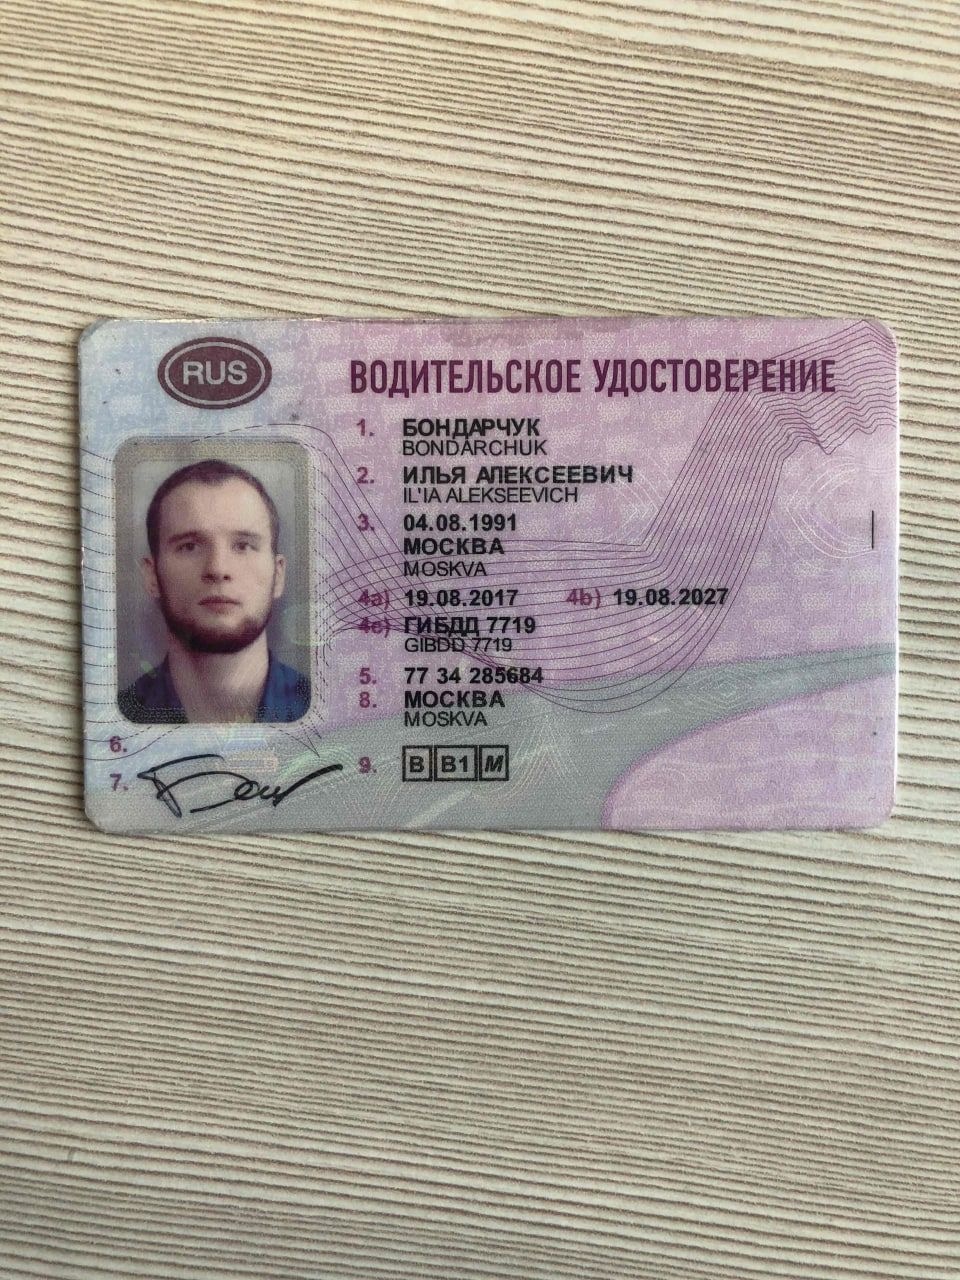 RUS
ВОДИТЕЛЬСКОЕ УДОСТОВЕРЕНИЕ
1. БОНДАРЧУК
BONDARCHUK
2. ИЛЬЯ АЛЕКСЕЕВИЧ
IL'IA ALEKSEEVICH
3. 04.08.1991
МОСКВА
MOSKVA
4a) 19.08.2017 4b) 19.08.2027
4c) ГИБДД 7719
GIBDD 7719
5. 77 34 285684
8. МОСКВА
MOSKVA
6.
7.
9. B B1 M